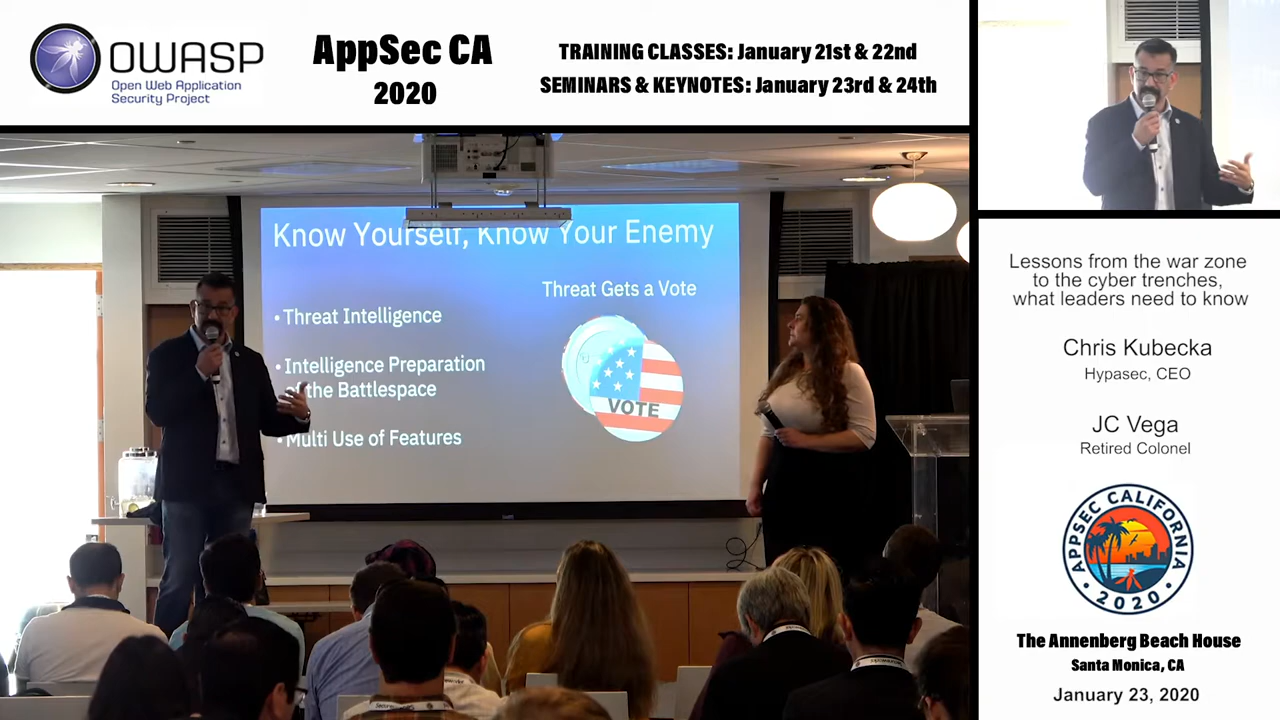 OWASP
Open Web Application
Security Project
AppSec CA
2020
TRAINING CLASSES: January 21st & 22nd
SEMINARS & KEYNOTES: January 23rd & 24th
Know Yourself, Know Your Enemy
Threat Gets a Vote
• Threat Intelligence
• Intelligence Preparation
of the Battlespace
• Multi Use of Features
VOTE
Lessons from the war zone
to the cyber trenches,
what leaders need to know
Chris Kubecka
Hypasec, CEO
JC Vega
Retired Colonel
APPSEC CALIFORNIA
• 2020 •
The Annenberg Beach House
Santa Monica, CA
January 23, 2020